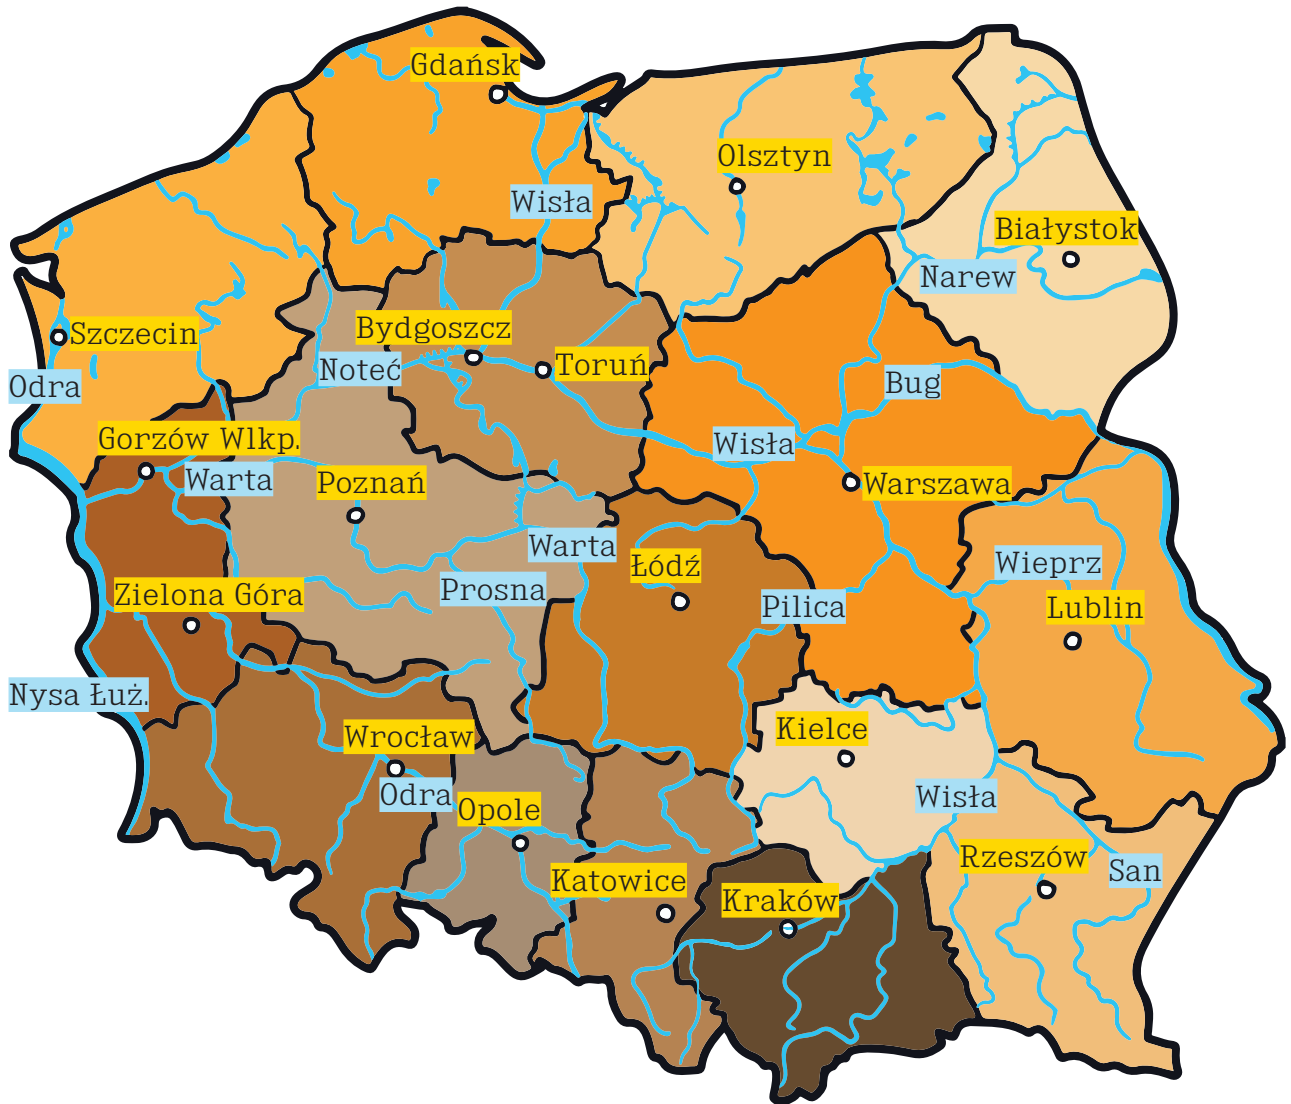 Gdańsk
Olsztyn
Wisła
Białystok
Narew
Szczecin
Bydgoszcz
Toruń
Noteć
Odra
Bug
Gorzów Wlkp.
Wisła
Warta
Poznań
Warszawa
Warta
Łódź
Wieprz
Prosna
Zielona Góra
Pilica
Lublin
Nysa Łuż.
Kielce
Wrocław
Odra
Wisła
Opole
Rzeszów
San
Katowice
Kraków